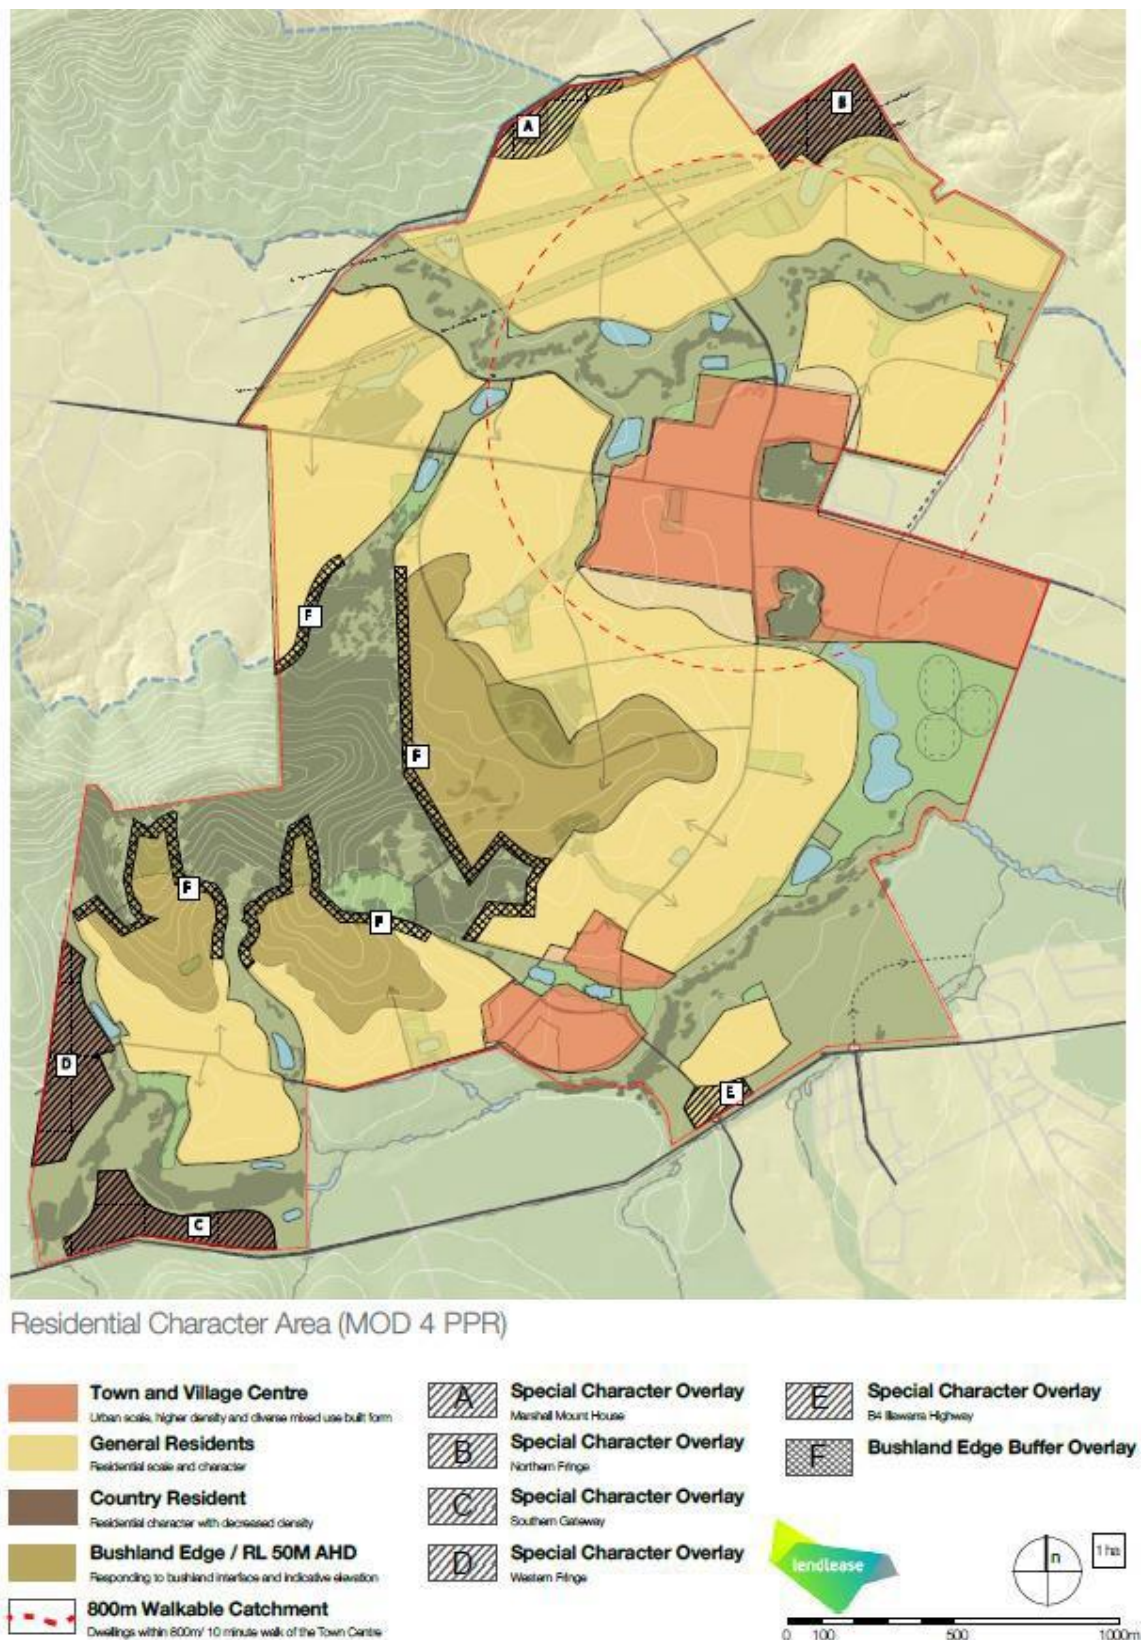 A
B
F
F
F
F
D
E
C
Residential Character Area (MOD 4 PPR)
Town and Village Centre
Urban scale, higher density and diverse mixed use built form
General Residents
Residential scale and character
Country Resident
Residential character with decreased density
Bushland Edge / RL 50M AHD
Responding to bushland interface and indicative elevation
800m Walkable Catchment
Dwellings within 800m/ 10 minute walk of the Town Centre
A
Special Character Overlay
Marshall Mount House
B
Special Character Overlay
Northern Fringe
C
Special Character Overlay
Southern Gateway
D
Special Character Overlay
Western Fringe
E
Special Character Overlay
B4 Illawarra Highway
F
Bushland Edge Buffer Overlay
lendlease
n
1 ha
0 100 500 1000m